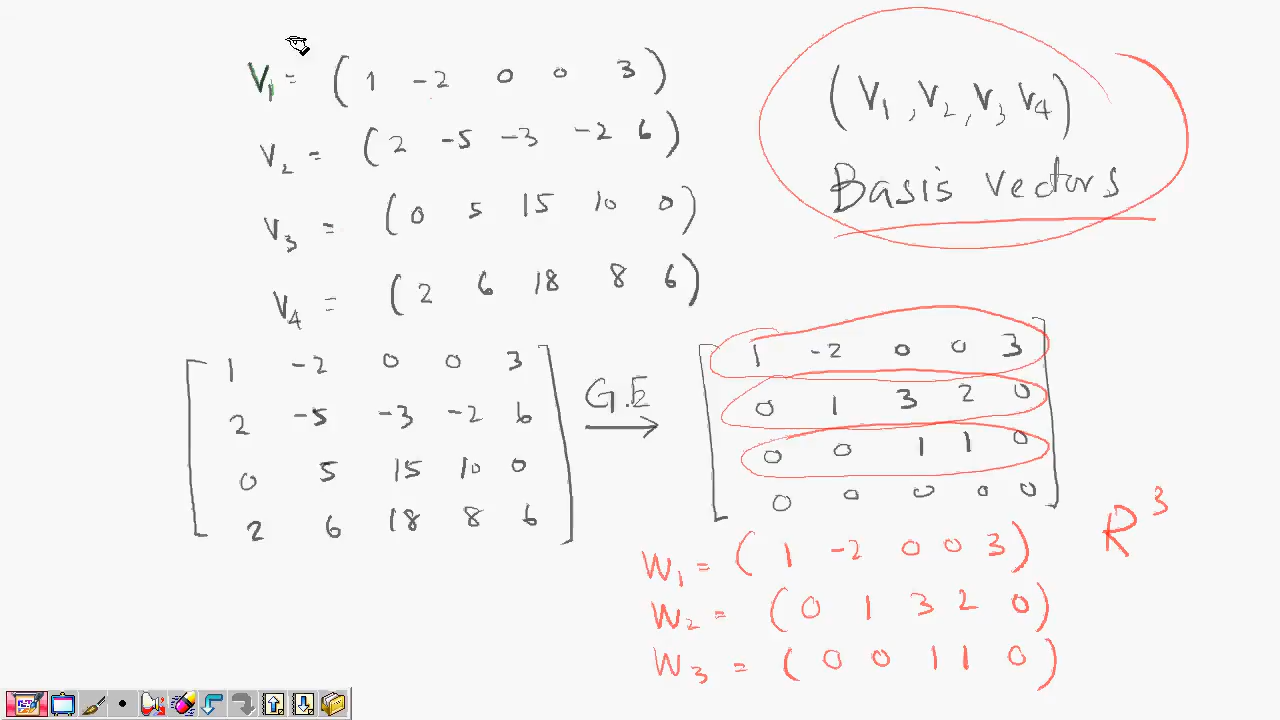 V1 = (1 -2 0 0 3)
V2 = (2 -5 -3 -2 6)
V3 = (0 5 15 10 0)
V4 = (2 6 18 8 6)
(V1, V2, V3, V4)
Basis vectors
[1 -2 0 0 3
2 -5 -3 -2 6
0 5 15 10 0
2 6 18 8 6]
G.E
→
[1 -2 0 0 3
0 1 3 2 0
0 0 1 1 0
0 0 0 0 0]
W1 = (1 -2 0 0 3)
W2 = (0 1 3 2 0)
W3 = (0 0 1 1 0)
R³